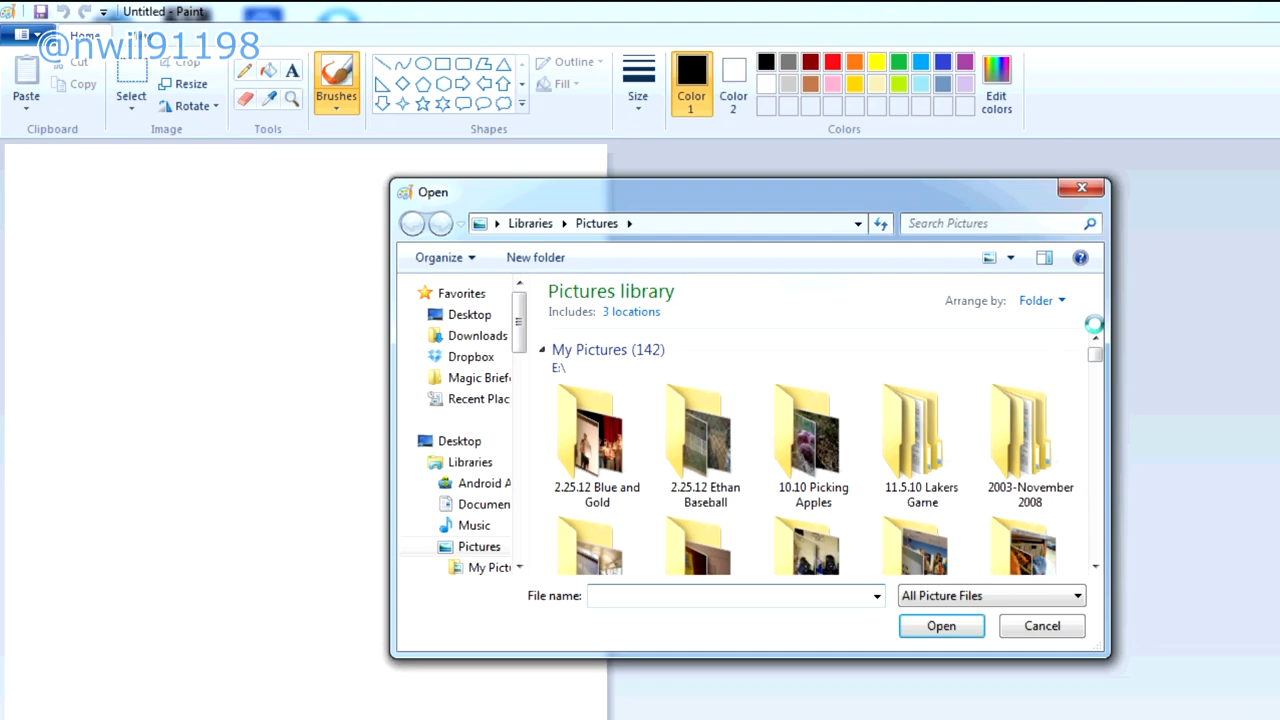 Untitled - Paint
Home
@nwil91198
Paste
Cut
Copy
Select
Crop
Resize
Rotate
A
Brushes
Outline
Fill
Size
Color
1
Color
2
Edit
colors
Clipboard
Image
Tools
Shapes
Colors
Open
Libraries
Pictures
Search Pictures
Organize
New folder
Favorites
Desktop
Downloads
Dropbox
Magic Brief
Recent Plac
Desktop
Libraries
Android A
Documen
Music
Pictures
My Pict
Pictures library
Includes: 3 locations
Arrange by: Folder
My Pictures (142)
E:\
2.25.12 Blue and
Gold
2.25.12 Ethan
Baseball
10.10 Picking
Apples
11.5.10 Lakers
Game
2003-November
2008
File name:
All Picture Files
Open
Cancel